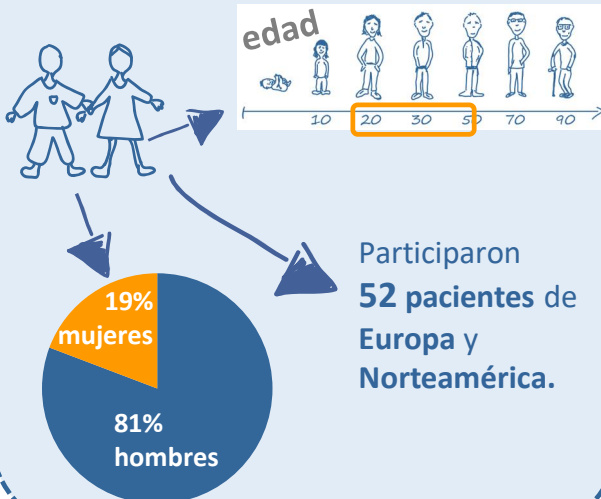 edad
10 20 30 50 70 90
Participaron
52 pacientes de
Europa y
Norteamérica.
19%
mujeres
81%
hombres